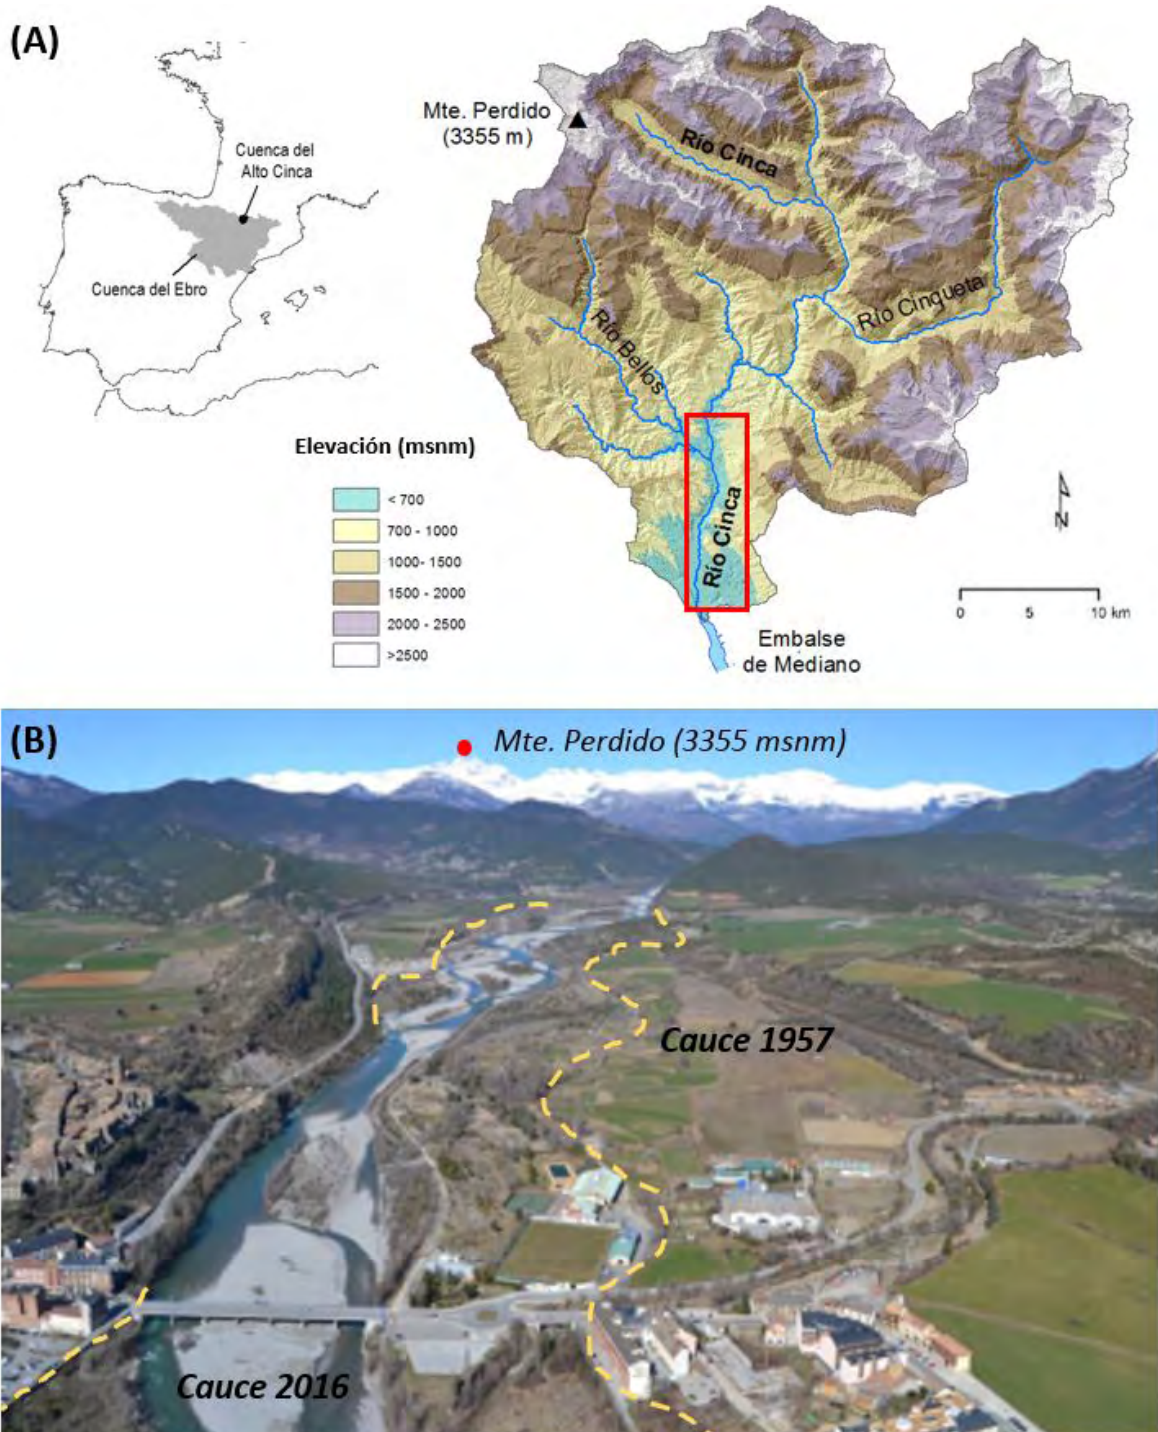 (A)
Cuenca del
Alto Cinca
Cuenca del Ebro
Mte. Perdido
(3355 m)
Río Cinca
Río Cinqueta
Río Bellos
Río Cinca
Elevación (msnm)
< 700
700 - 1000
1000- 1500
1500 - 2000
2000 - 2500
>2500
N
0 5 10 km
Embalse
de Mediano
(B)
Mte. Perdido (3355 msnm)
Cauce 1957
Cauce 2016